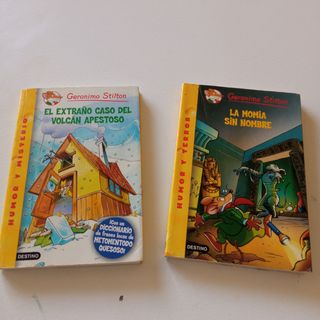 Geronimo Stilton
EL EXTRAÑO CASO DEL
VOLCÁN APESTOSO
HUMOR Y MISTERIO
¡Con un
DICCIONARIO
de frases locas de
METOMENTODO
QUESOSO!
DESTINO
Geronimo Stilton
LA MOMIA
SIN NOMBRE
HUMOR Y TERROR
DESTINO